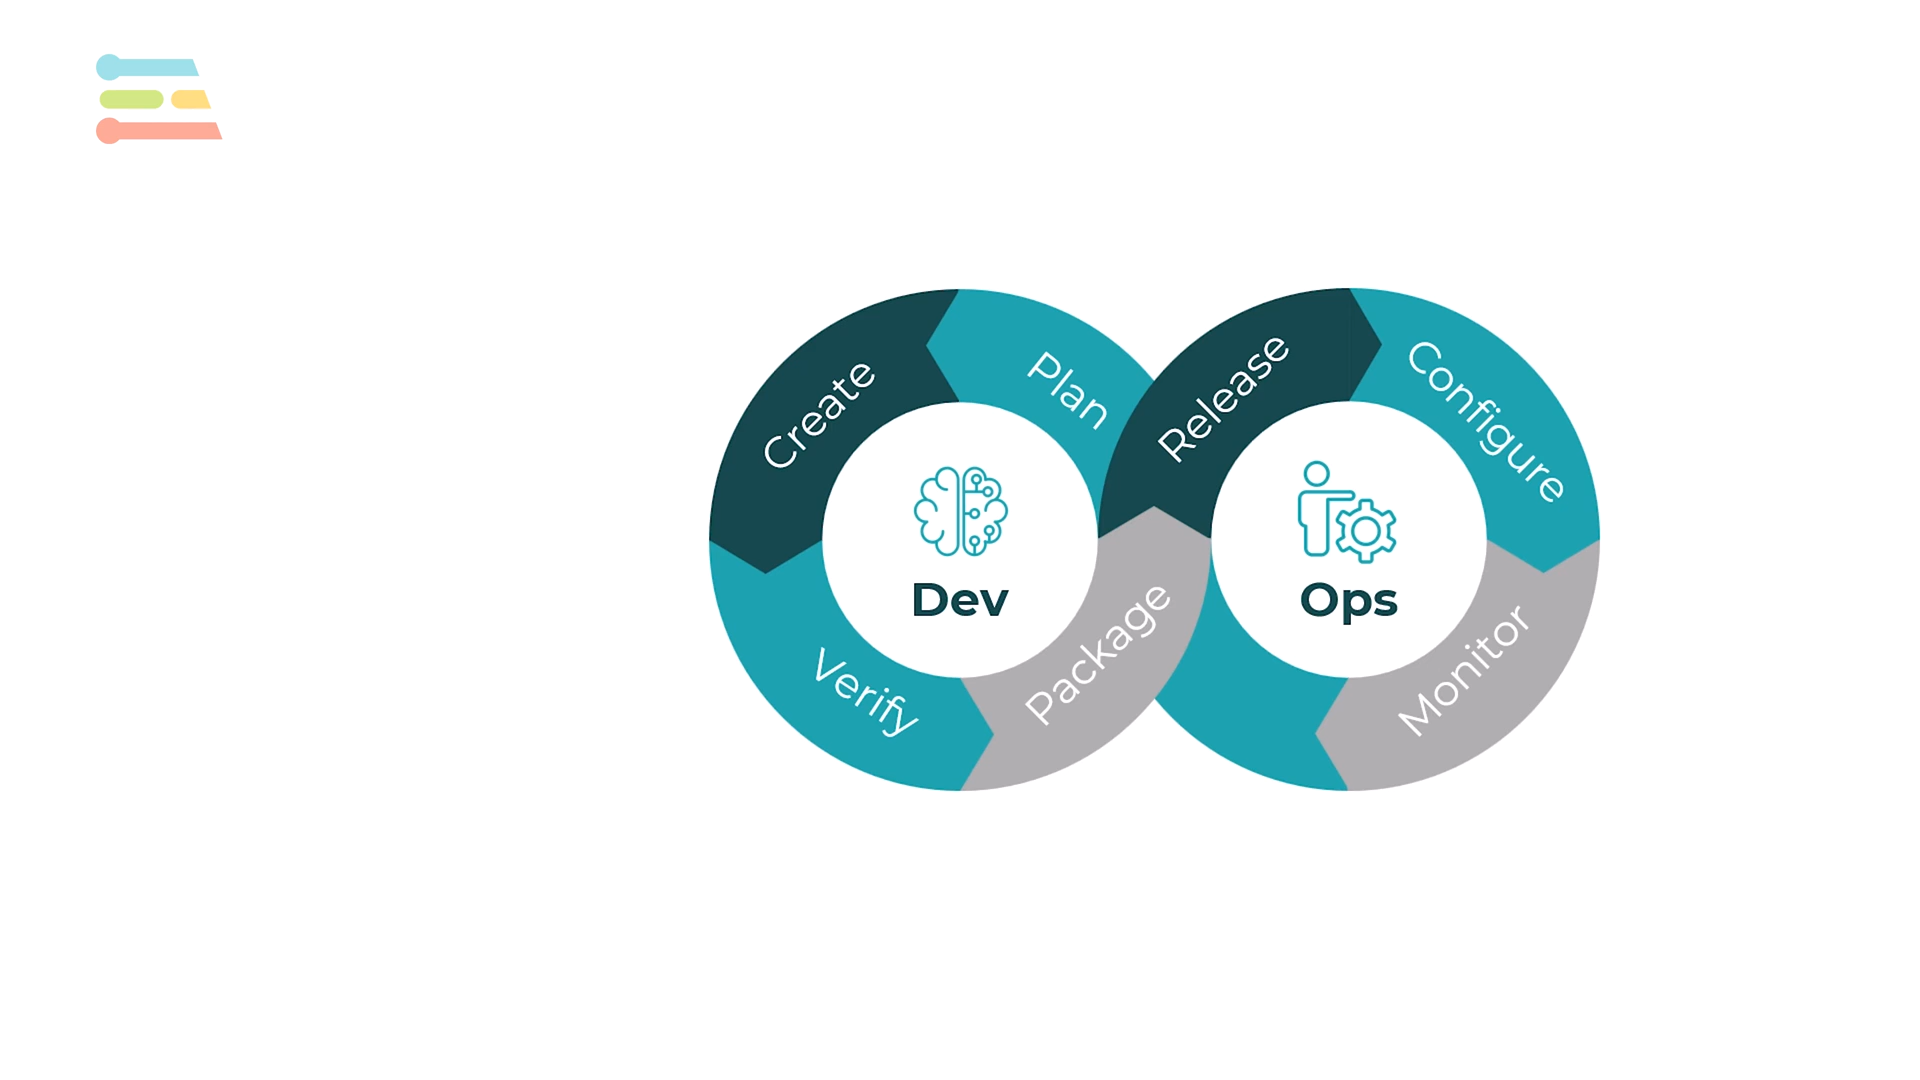 Create
Plan
Release
Configure
Dev
Ops
Verify
Package
Monitor